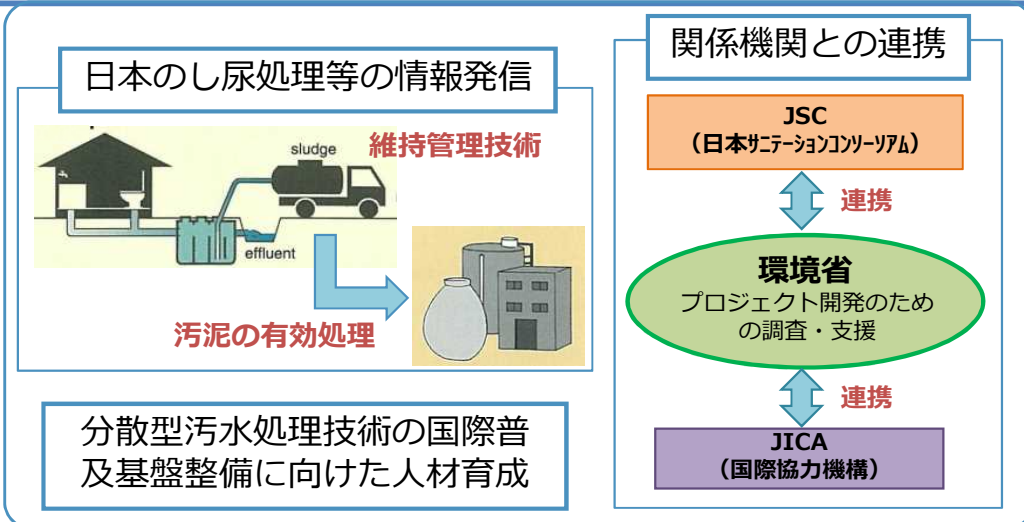 日本のし尿処理等の情報発信
sludge
維持管理技術
effluent
汚泥の有効処理
分散型汚水処理技術の国際普
及基盤整備に向けた人材育成
関係機関との連携
JSC
（日本ｻﾆﾃｰｼｮﾝｺﾝｿｰｿｱﾑ）
連携
環境省
プロジェクト開発のため
の調査・支援
連携
JICA
（国際協力機構）